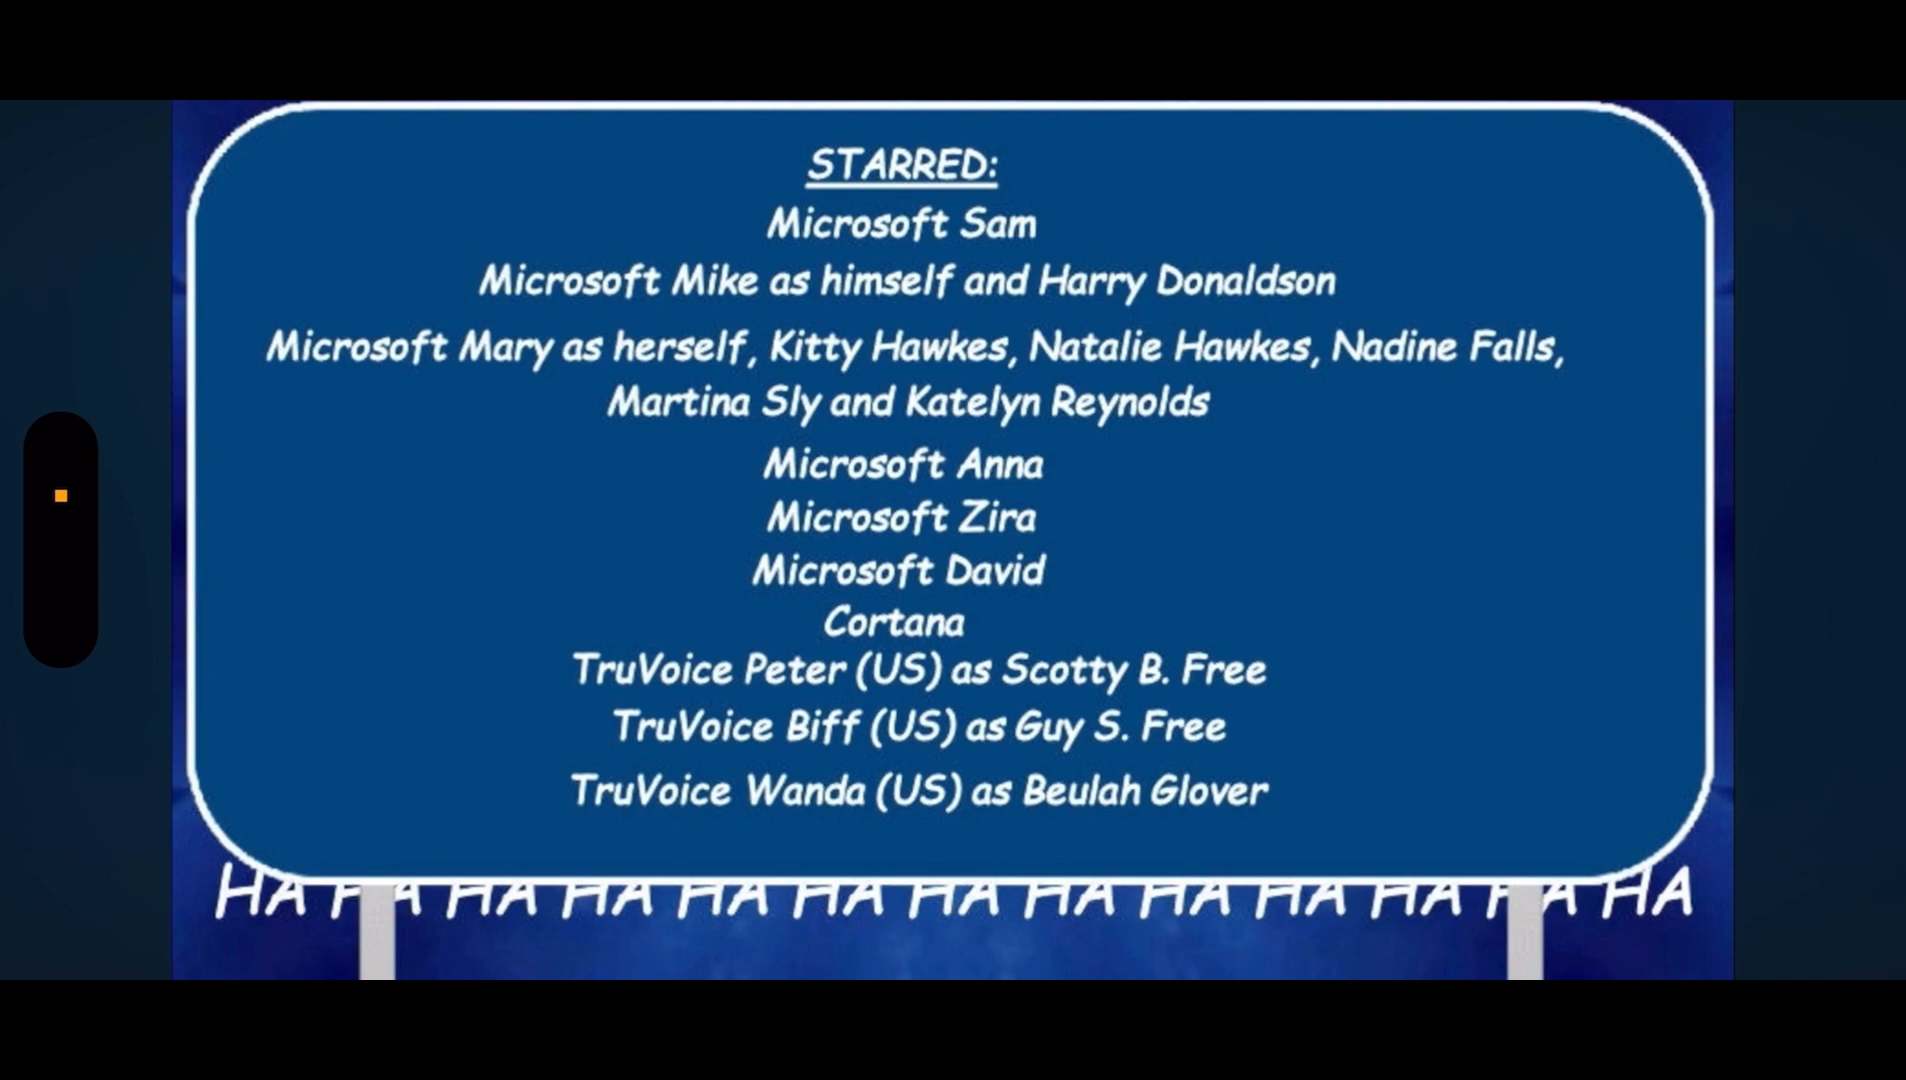 STARRED:
Microsoft Sam
Microsoft Mike as himself and Harry Donaldson
Microsoft Mary as herself, Kitty Hawkes, Natalie Hawkes, Nadine Falls,
Martina Sly and Katelyn Reynolds
Microsoft Anna
Microsoft Zira
Microsoft David
Cortana
TruVoice Peter (US) as Scotty B. Free
TruVoice Biff (US) as Guy S. Free
TruVoice Wanda (US) as Beulah Glover
HA HA HA HA HA HA HA HA HA HA HA HA HA